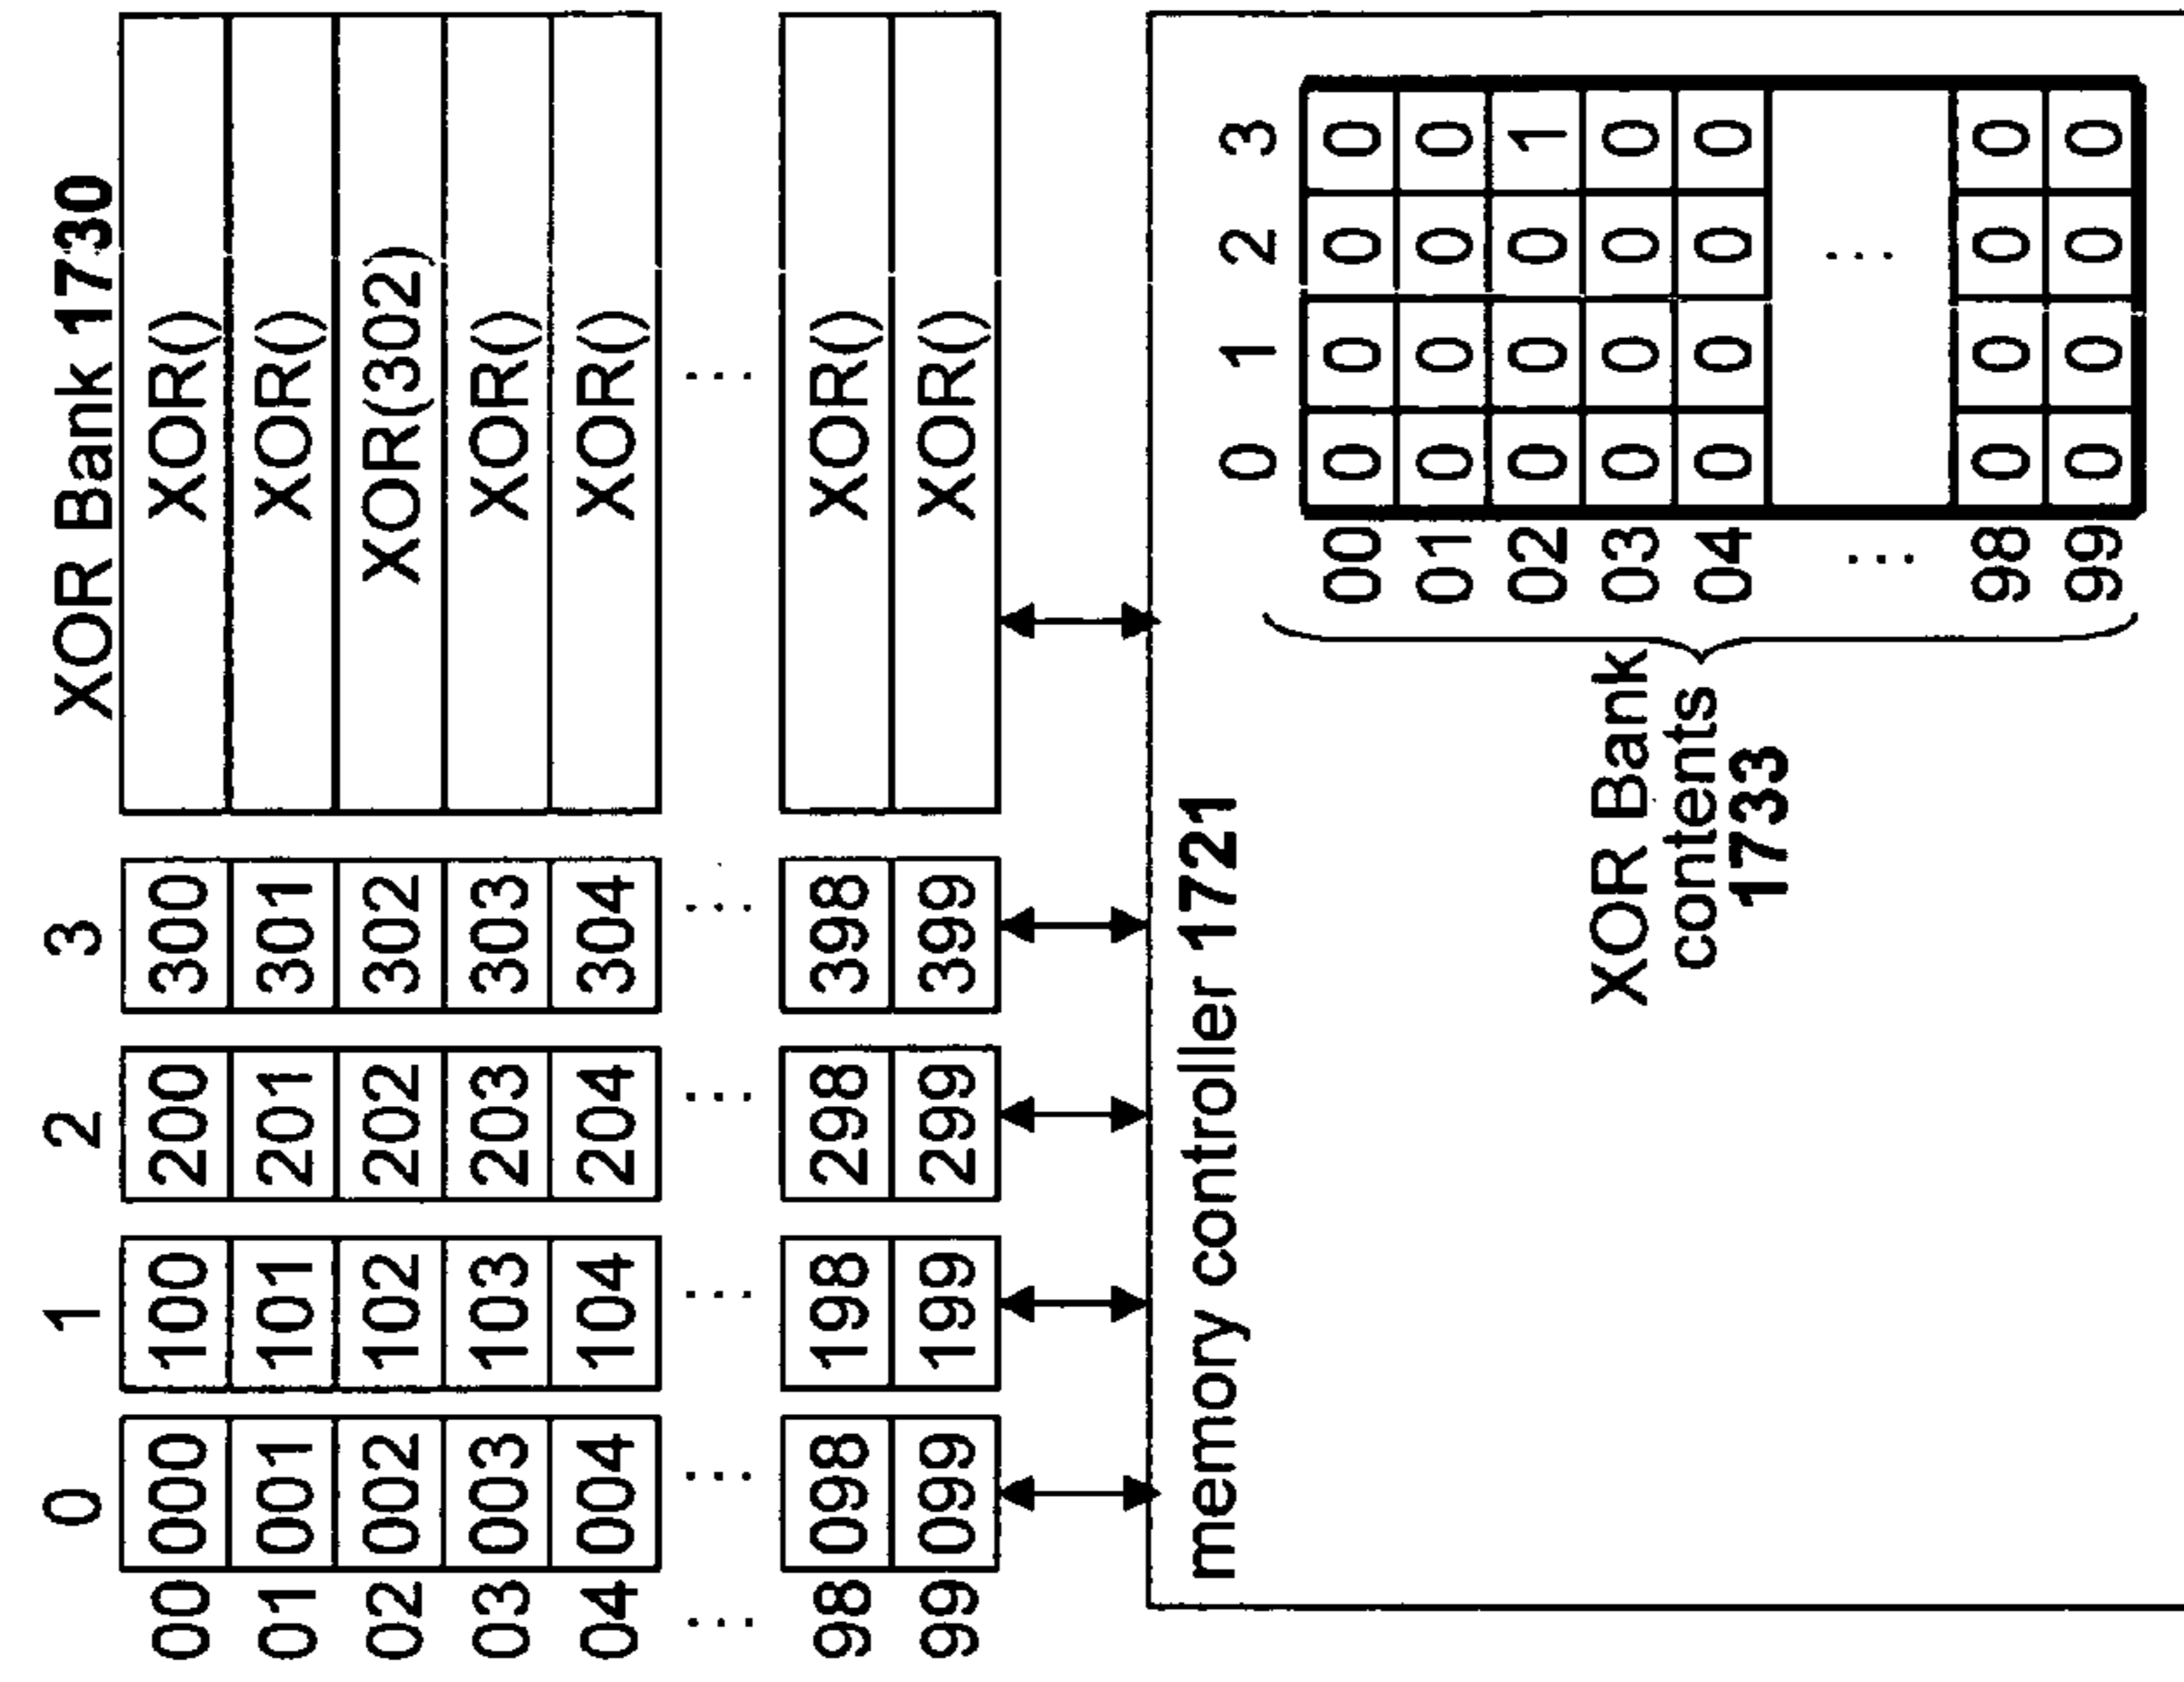 0 1 2 3 XOR Bank 1730
00 000 100 200 300 XOR()
01 001 101 201 301 XOR()
02 002 102 202 302 XOR(302)
03 003 103 203 303 XOR()
04 004 104 204 304 XOR()
... ... ... ... ... ...
98 098 198 298 398 XOR()
99 099 199 299 399 XOR()
memory controller 1721
XOR Bank
contents
1733
0 1 2 3
00 0 0 0 0
01 0 0 0 0
02 0 0 0 1
03 0 0 0 0
04 0 0 0 0
... ...
98 0 0 0 0
99 0 0 0 0